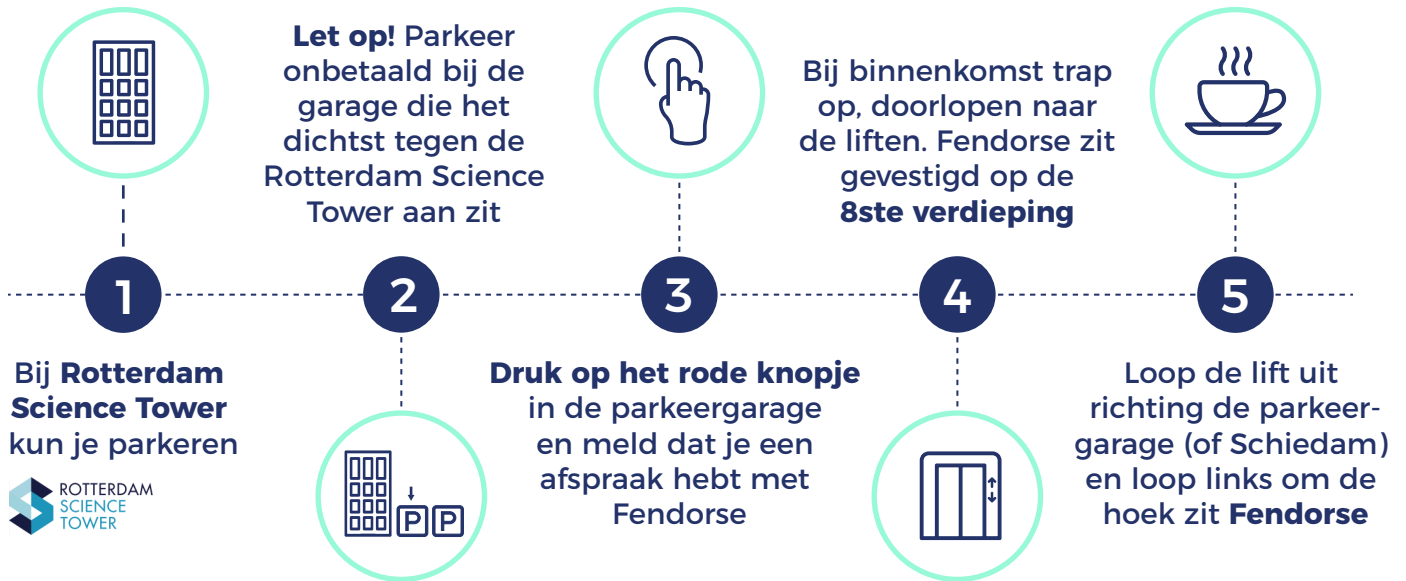 1
Bij Rotterdam
Science Tower
kun je parkeren
ROTTERDAM
SCIENCE
TOWER
Let op! Parkeer
onbetaald bij de
garage die het
dichtst tegen de
Rotterdam Science
Tower aan zit
2
P P
3
Druk op het rode knopje
in de parkeergarage
en meld dat je een
afspraak hebt met
Fendorse
Bij binnenkomst trap
op, doorlopen naar
de liften. Fendorse zit
gevestigd op de
8ste verdieping
4
5
Loop de lift uit
richting de parkeer-
garage (of Schiedam)
en loop links om de
hoek zit Fendorse